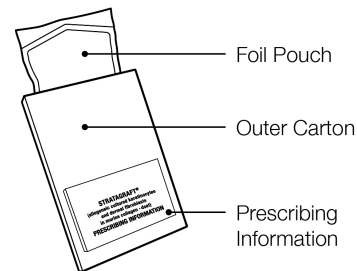 Foil Pouch
Outer Carton
STRATAGRAFT®
(allogeneic cultured keratinocytes
and dermal fibroblasts
in murine collagen - dsat)
PRESCRIBING INFORMATION
Prescribing
Information